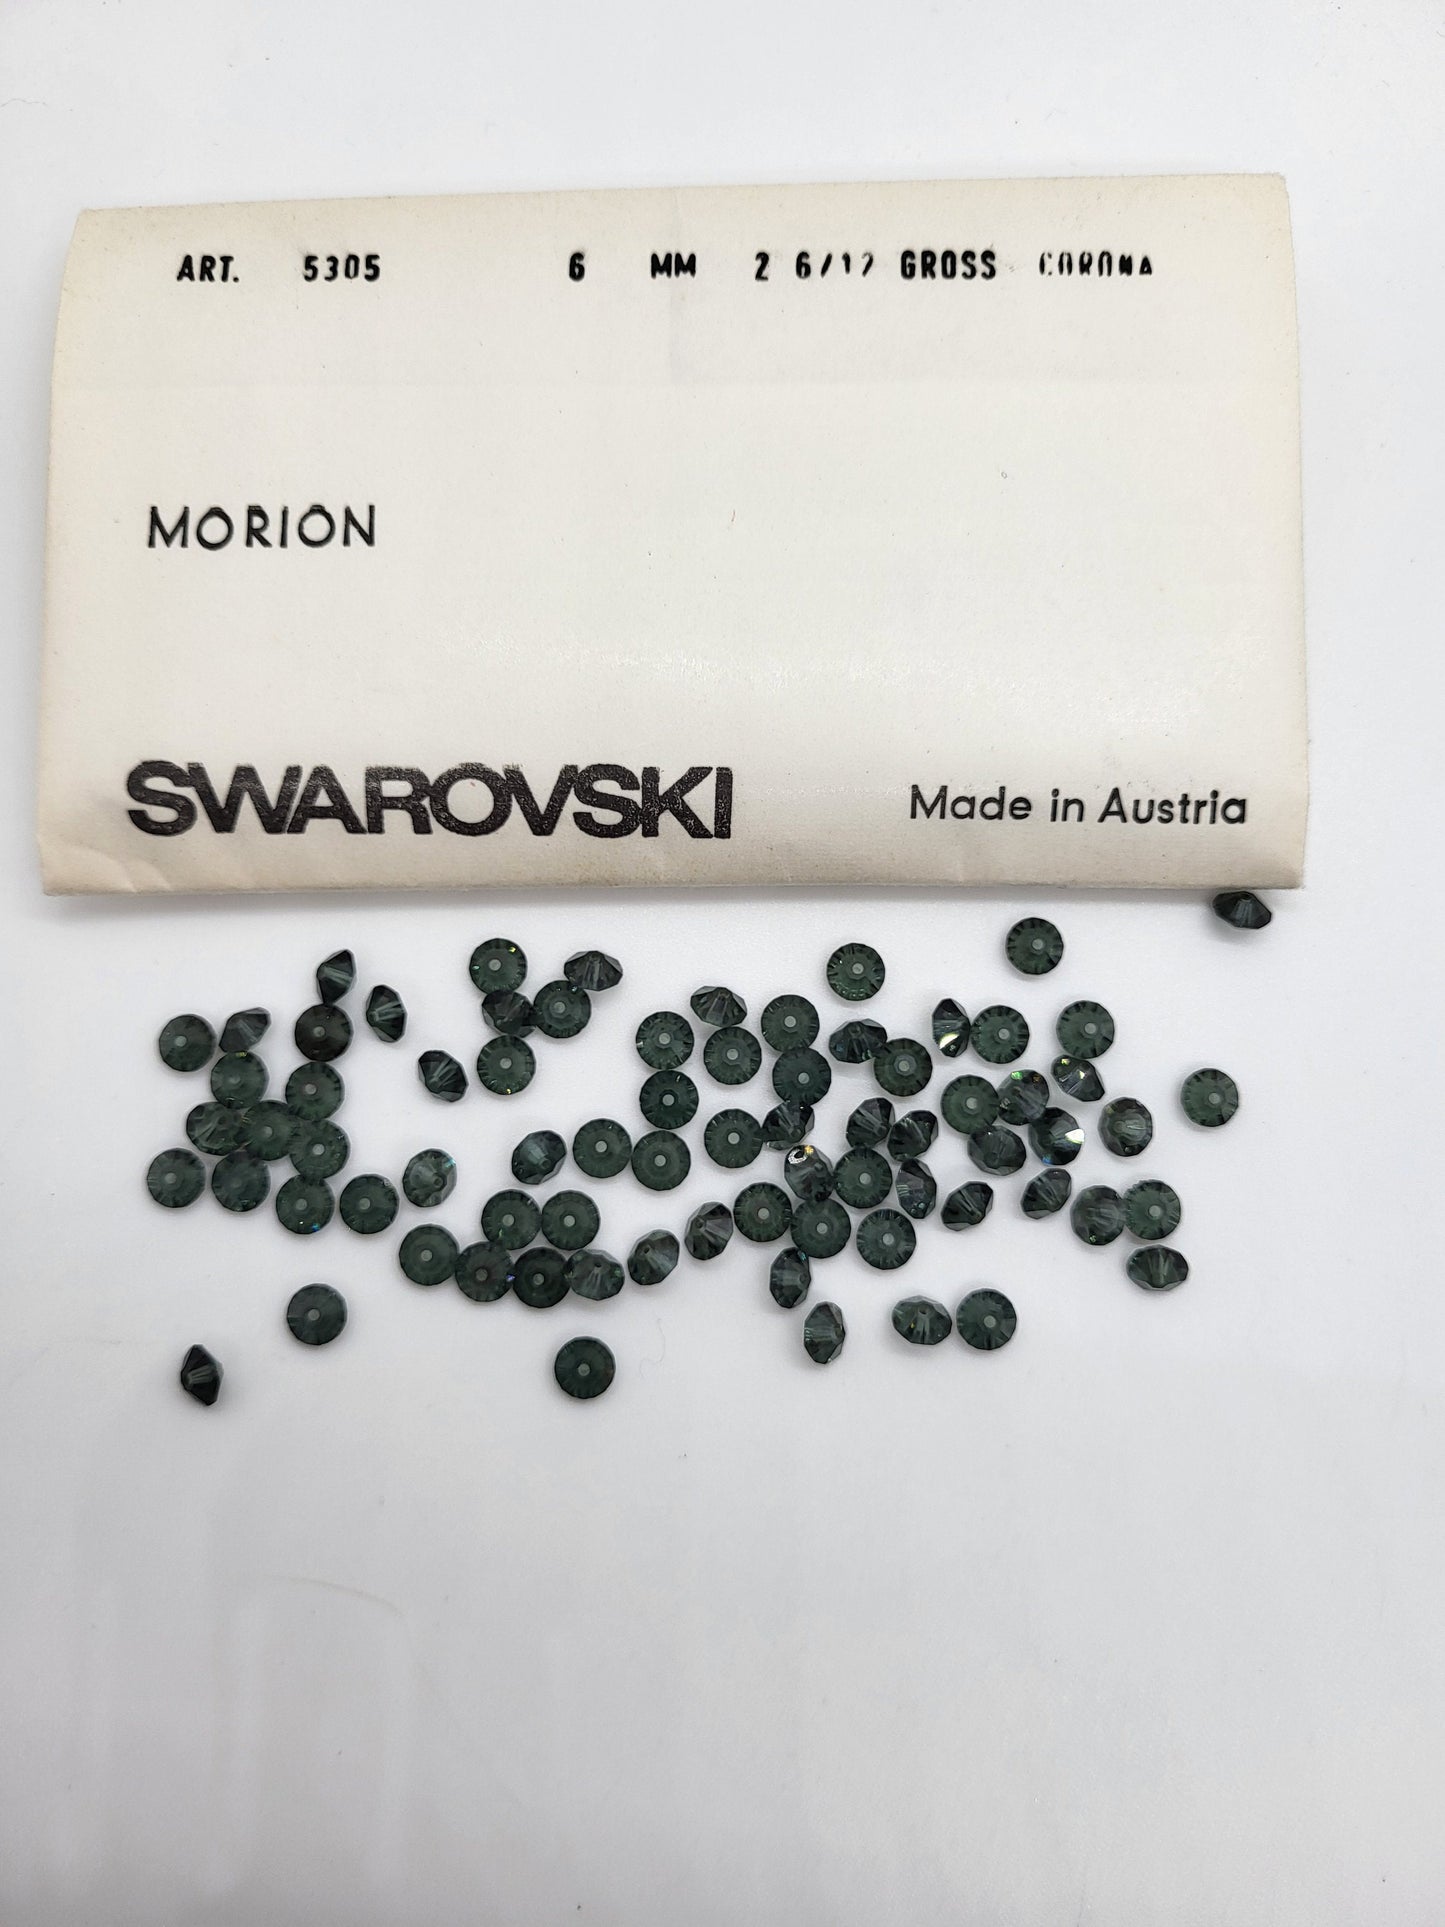 ART. 5305 6 MM 2 6/12 GROSS CORONA
MORION
SWAROVSKI Made in Austria